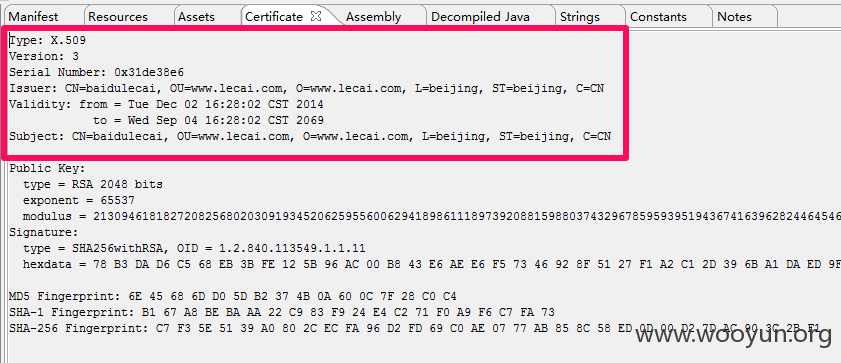 Manifest Resources Assets Certificate Assembly Decompiled Java Strings Constants Notes
Type: X.509
Version: 3
Serial Number: 0x31de38e6
Issuer: CN=baidulecai, OU=www.lecai.com, O=www.lecai.com, L=beijing, ST=beijing, C=CN
Validity: from = Tue Dec 02 16:28:02 CST 2014
to = Wed Sep 04 16:28:02 CST 2069
Subject: CN=baidulecai, OU=www.lecai.com, O=www.lecai.com, L=beijing, ST=beijing, C=CN
Public Key:
type = RSA 2048 bits
exponent = 65537
modulus = 
Signature:
type = SHA256withRSA, OID = 1.2.840.113549.1.1.11
hexdata = 78 B3 DA D6 C5 68 EB 3B FE 12 5B 96 AC 00 B8 43 E6 AE E6 F5 73 46 92 8F 51 27 F1 A2 C1 2D 39 6B A1 DA ED 9F
MD5 Fingerprint: 6E 45 68 6D D0 5D B2 37 4B 0A 60 0C 7F 28 C0 C4
SHA-1 Fingerprint: B1 67 A8 BE BA AA 22 C9 83 F9 24 E4 C2 71 F0 A9 F6 C7 FA 73
SHA-256 Fingerprint: C7 F3 5E 51 39 A0 80 2C EC FA 96 D2 FD 69 C0 AE 07 77 AB 85 8C 58 ED 0D 00 D2 7D AC 90 3C 2B
www.wooyun.org